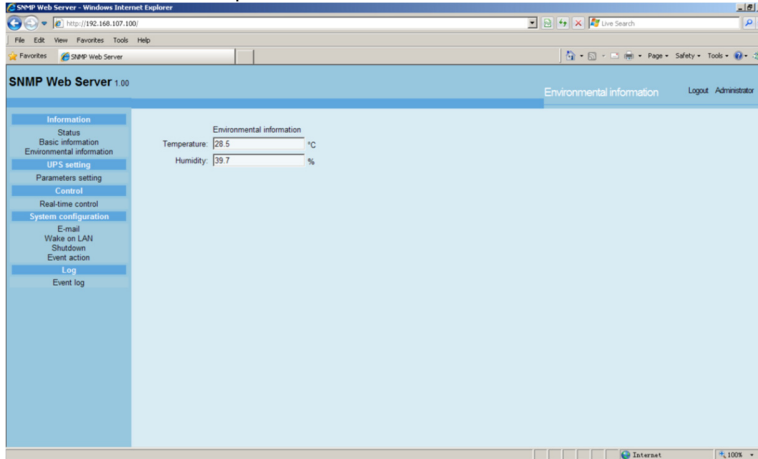 SNMP Web Server - Windows Internet Explorer
http://192.168.107.100/
Live Search
File Edit View Favorites Tools Help
Favorites SNMP Web Server
Page Safety Tools
SNMP Web Server 1.00
Environmental information Logout Administrator
Information
Status
Basic information
Environmental information
UPS setting
Parameters setting
Control
Real-time control
System configuration
E-mail
Wake on LAN
Shutdown
Event action
Log
Event log
Environmental information
Temperature: 28.5 °C
Humidity: 39.7 %
Internet 100%